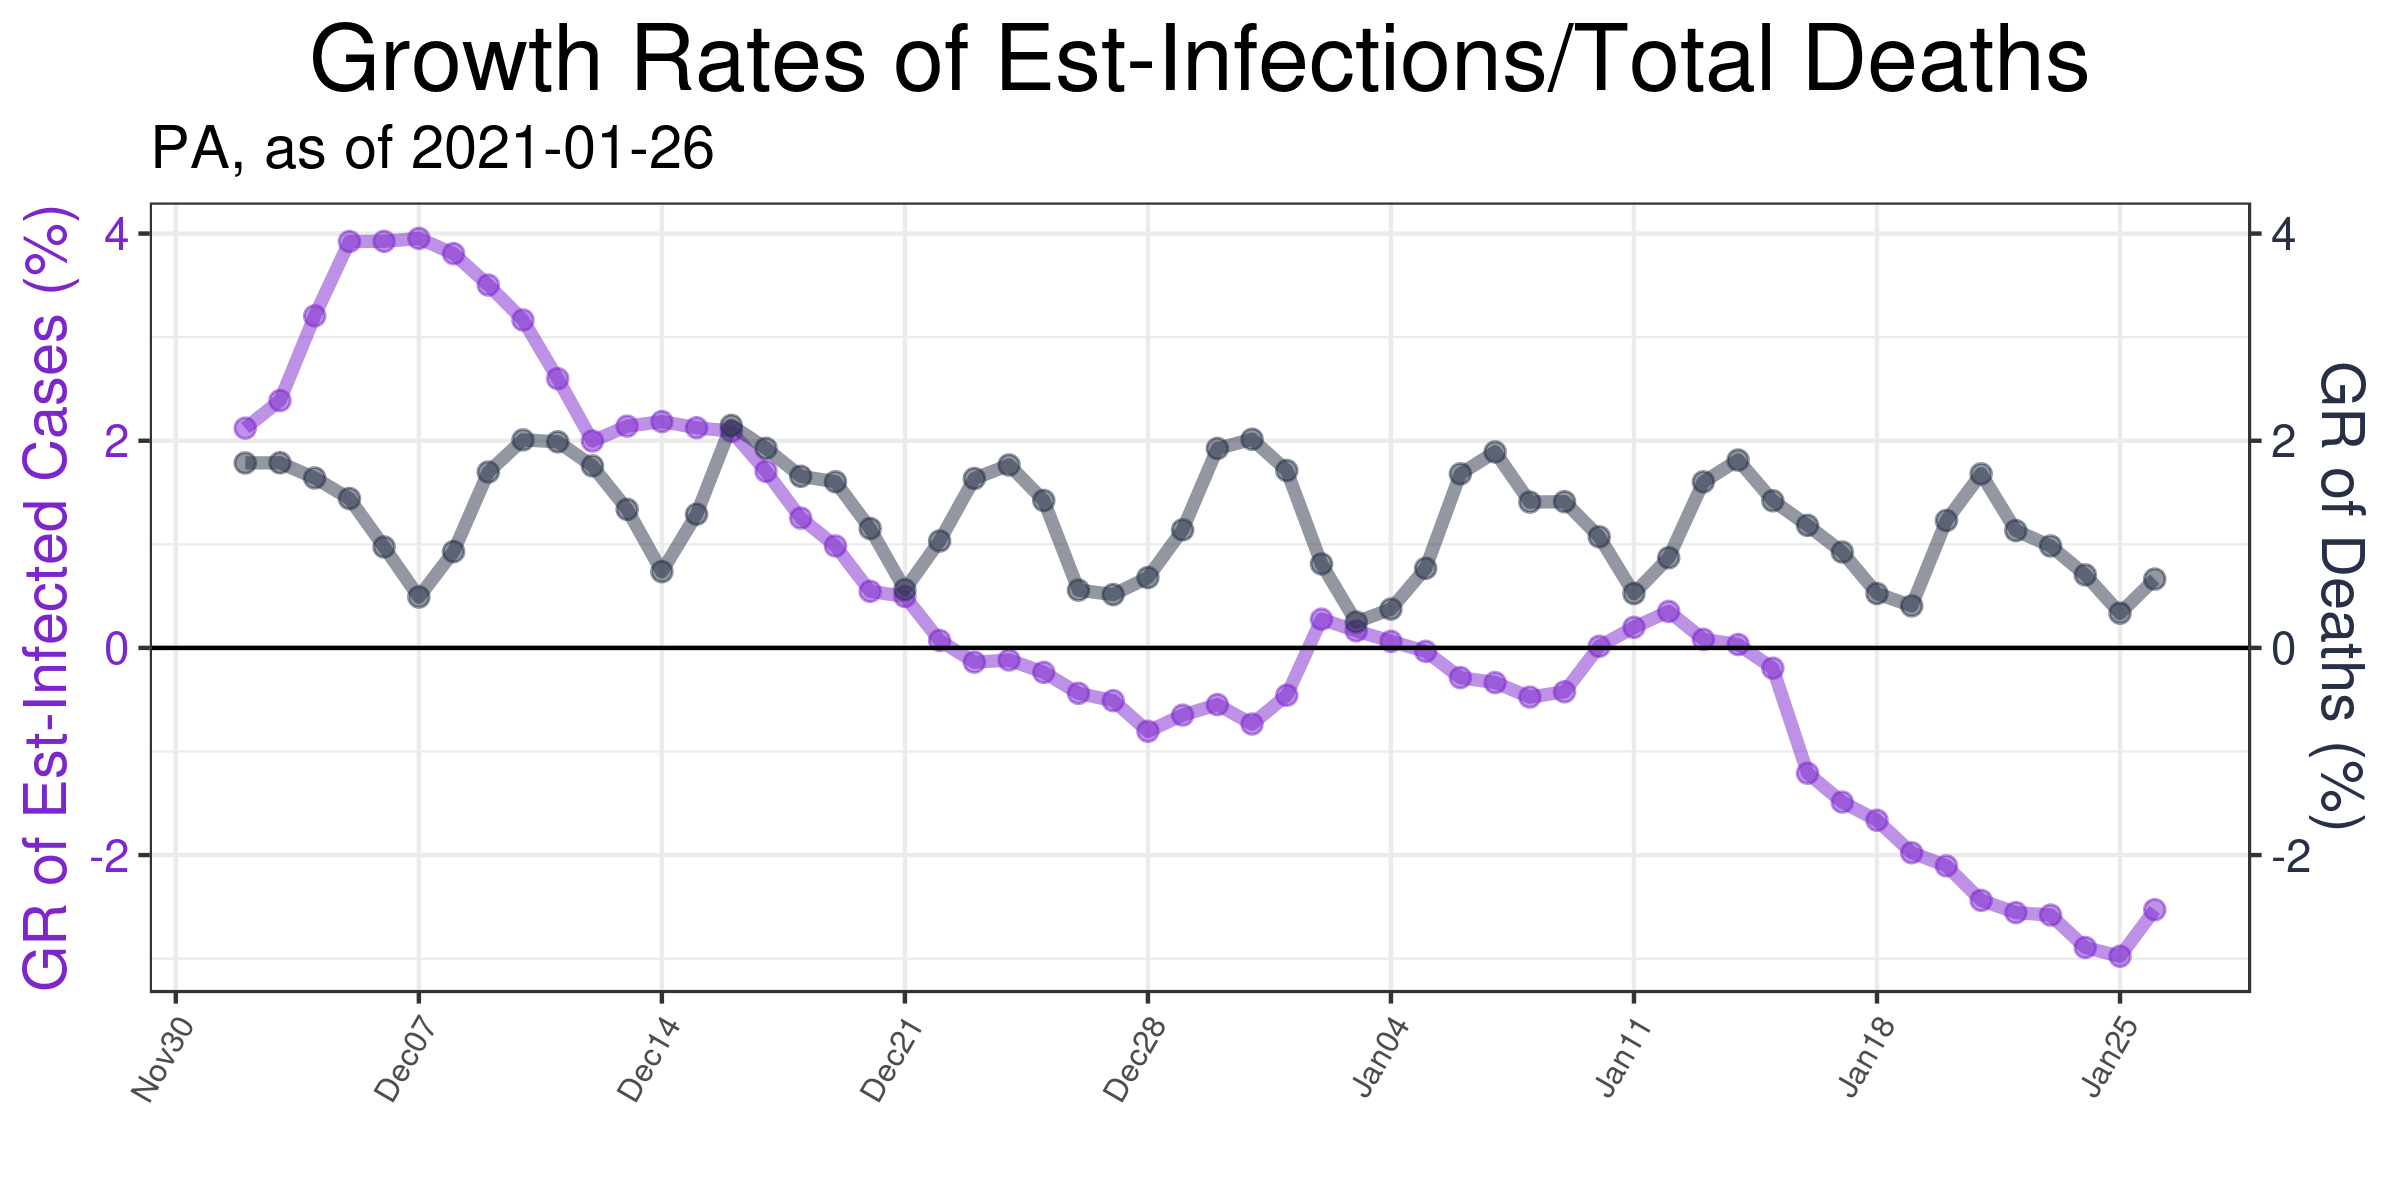 Growth Rates of Est-Infections/Total Deaths
PA, as of 2021-01-26
GR of Est-Infected Cases (%)
4
2
0
-2
4
2
0
-2
GR of Deaths (%)
Nov30
Dec07
Dec14
Dec21
Dec28
Jan04
Jan11
Jan18
Jan25